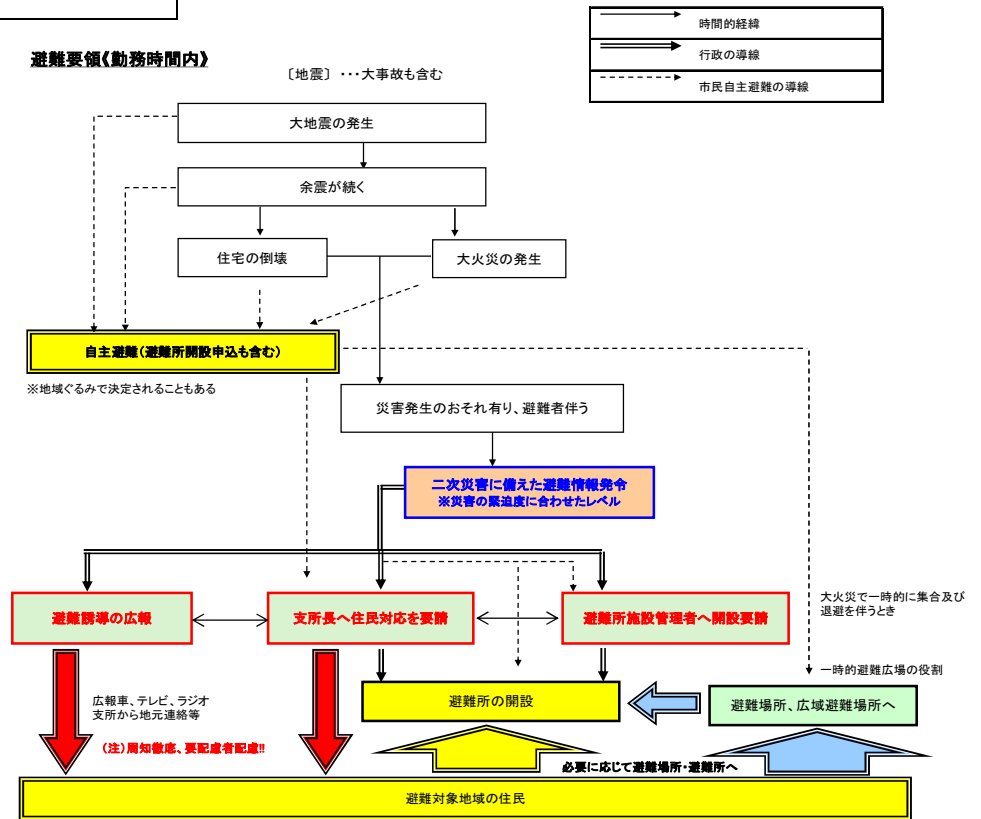 時間的経緯
行政の導線
市民自主避難の導線
避難要領《勤務時間内》
〔地震〕 ・・・大事故も含む
大地震の発生
余震が続く
住宅の倒壊
大火災の発生
自主避難(避難所開設申込も含む)
※地域ぐるみで決定されることもある
災害発生のおそれ有り、避難者伴う
二次災害に備えた避難情報発令
※災害の緊迫度に合わせたレベル
避難誘導の広報
支所長へ住民対応を要請
避難所施設管理者へ開設要請
大火災で一時的に集合及び
退避を伴うとき
一時的避難広場の役割
広報車、テレビ、ラジオ
支所から地元連絡等
(注)周知徹底、要配慮者配慮!!
避難所の開設
避難場所、広域避難場所へ
必要に応じて避難場所・避難所へ
避難対象地域の住民